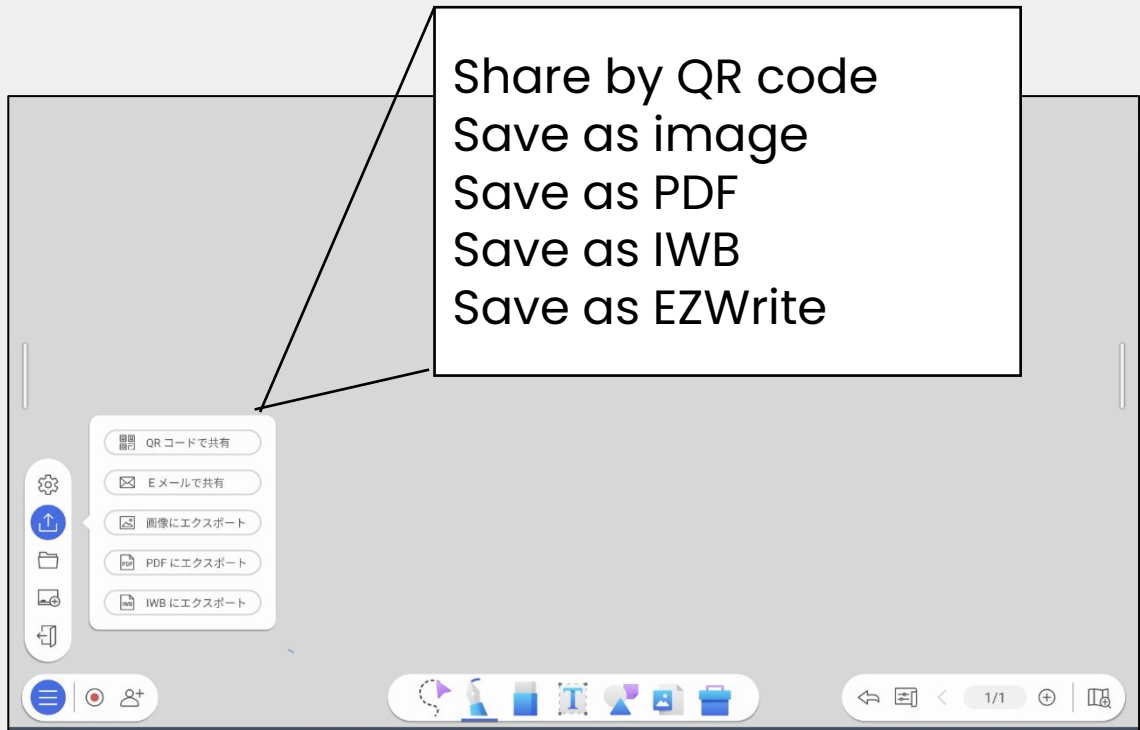 Share by QR code
Save as image
Save as PDF
Save as IWB
Save as EZWrite
QR コードで共有
E メールで共有
画像にエクスポート
PDF
PDF にエクスポート
IWB
IWB にエクスポート
T
1/1